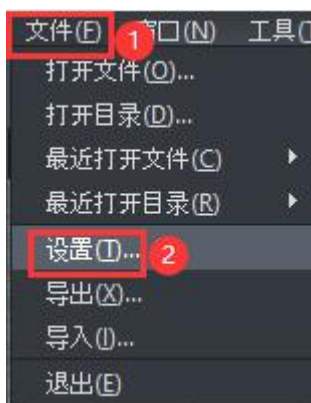 文件(F) 1 窗口(N) 工具(
打开文件(O)...
打开目录(D)...
最近打开文件(C)
最近打开目录(R)
设置(T)... 2
导出(X)...
导入(I)...
退出(E)